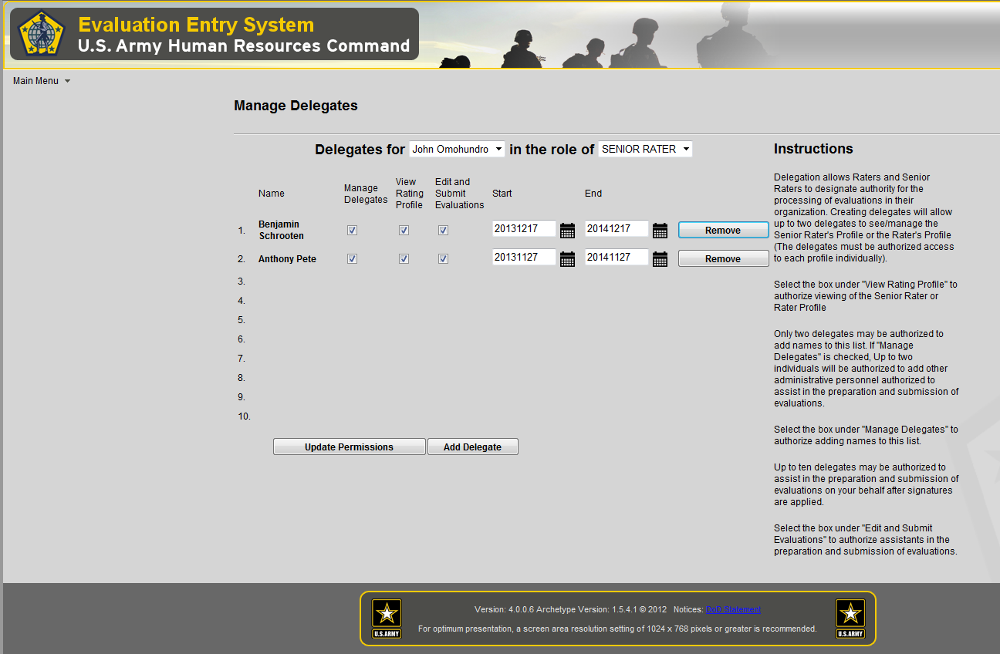 Evaluation Entry System
U.S. Army Human Resources Command
Main Menu
Manage Delegates
Delegates for John Omohundro in the role of SENIOR RATER
Name
Manage
Delegates
View
Rating
Profile
Edit and
Submit
Evaluations
Start
End
1. Benjamin
Schrooten
20131217 20141217 Remove
2. Anthony Pete 20131127 20141127 Remove
3.
4.
5.
6.
7.
8.
9.
10.
Update Permissions Add Delegate
Instructions
Delegation allows Raters and Senior
Raters to designate authority for the
processing of evaluations in their
organization. Creating delegates will allow
up to two delegates to see/manage the
Senior Rater's Profile or the Rater's Profile
(The delegates must be authorized access
to each profile individually).
Select the box under "View Rating Profile" to
authorize viewing of the Senior Rater or
Rater Profile
Only two delegates may be authorized to
add names to this list. If "Manage
Delegates" is checked, Up to two
individuals will be authorized to add other
administrative personnel authorized to
assist in the preparation and submission of
evaluations.
Select the box under "Manage Delegates" to
authorize adding names to this list.
Up to ten delegates may be authorized to
assist in the preparation and submission of
evaluations on your behalf after signatures
are applied.
Select the box under "Edit and Submit
Evaluations" to authorize assistants in the
preparation and submission of evaluations.
U.S.ARMY
Version: 4.0.0.6 Archetype Version: 1.5.4.1 © 2012 Notices: DoD Statement
For optimum presentation, a screen area resolution setting of 1024 x 768 pixels or greater is recommended.
U.S.ARMY